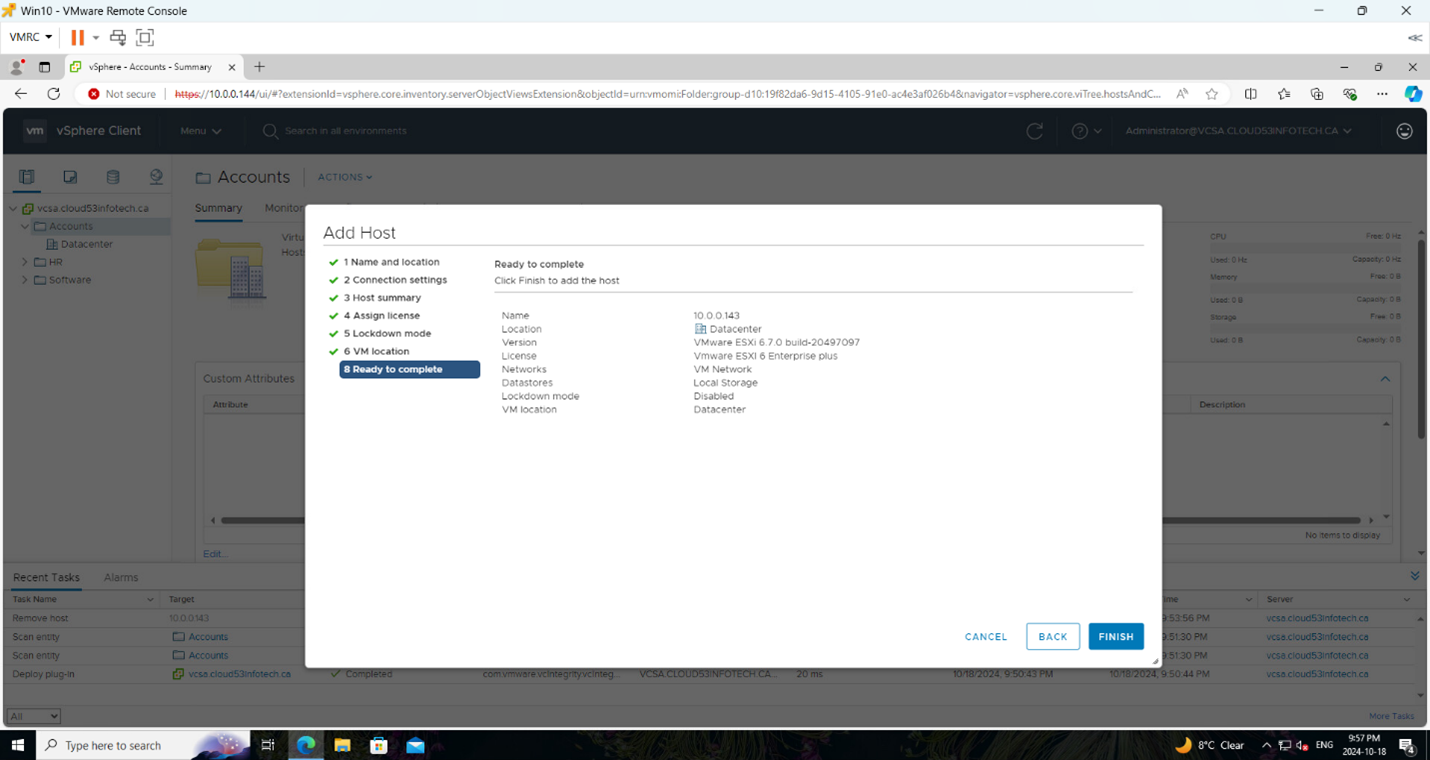 Win10 - VMware Remote Console
VMRC
vSphere - Accounts - Summary
Not secure
https://10.0.0.144/ui/#?extensionId=vsphere.core.inventory.serverObjectViewsExtension&objectId=urn:vmomi:Folder:group-d10:19f82da6-9d15-4105-91e0-ac4e3af026b4&navigator=vsphere.core.viTree.hostsAndC...
vm vSphere Client Menu Search in all environments Administrator@VCSA.CLOUD53INFOTECH.CA
Accounts ACTIONS
Summary Monitor
vcsa.cloud53infotech.ca
Accounts
Datacenter
HR
Software
Virtu
Hosts
CPU Free: 0 Hz
Used: 0 Hz Capacity: 0 Hz
Memory Free: 0 B
Used: 0 B Capacity: 0 B
Storage Free: 0 B
Used: 0 B Capacity: 0 B
Custom Attributes
Attribute
Description
No items to display
Edit...
Add Host
1 Name and location
2 Connection settings
3 Host summary
4 Assign license
5 Lockdown mode
6 VM location
8 Ready to complete
Ready to complete
Click Finish to add the host
Name 10.0.0.143
Location Datacenter
Version VMware ESXi 6.7.0 build-20497097
License Vmware ESXI 6 Enterprise plus
Networks VM Network
Datastores Local Storage
Lockdown mode Disabled
VM location Datacenter
CANCEL BACK FINISH
Recent Tasks Alarms
Task Name Target ime Server
Remove host 10.0.0.143 9:53:56 PM vcsa.cloud53infotech.ca
Scan entity Accounts 9:51:30 PM vcsa.cloud53infotech.ca
Scan entity Accounts 9:51:30 PM vcsa.cloud53infotech.ca
Deploy plug-in vcsa.cloud53infotech.ca Completed com.vmware.vcIntegrity.vcInteg... VCSA.CLOUD53INFOTECH.CA... 20 ms 10/18/2024, 9:50:43 PM 10/18/2024, 9:50:44 PM vcsa.cloud53infotech.ca
All More Tasks
Type here to search 8°C Clear ENG 9:57 PM
2024-10-18
4